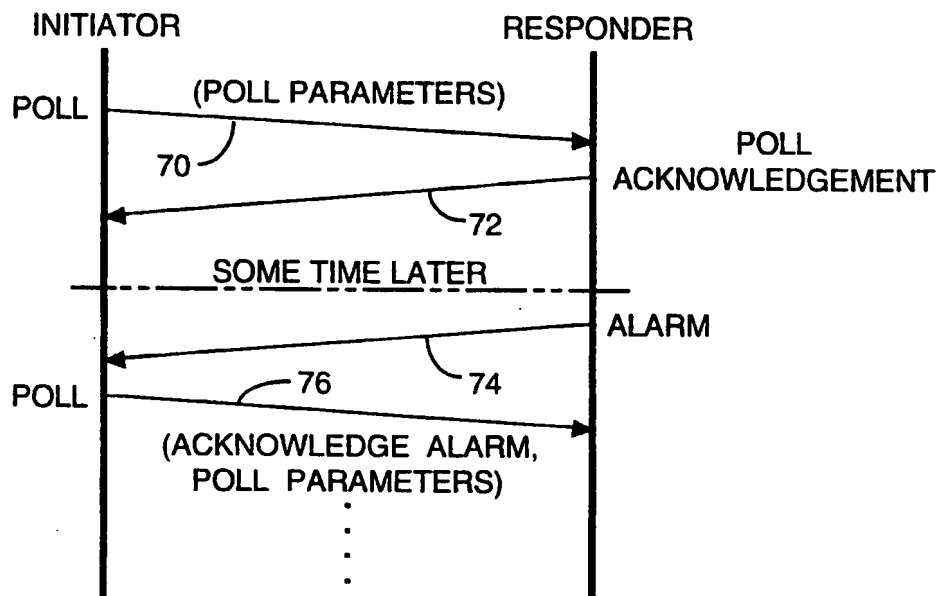 INITIATOR
RESPONDER
POLL
(POLL PARAMETERS)
70
POLL
ACKNOWLEDGEMENT
72
SOME TIME LATER
ALARM
74
POLL
76
(ACKNOWLEDGE ALARM,
POLL PARAMETERS)